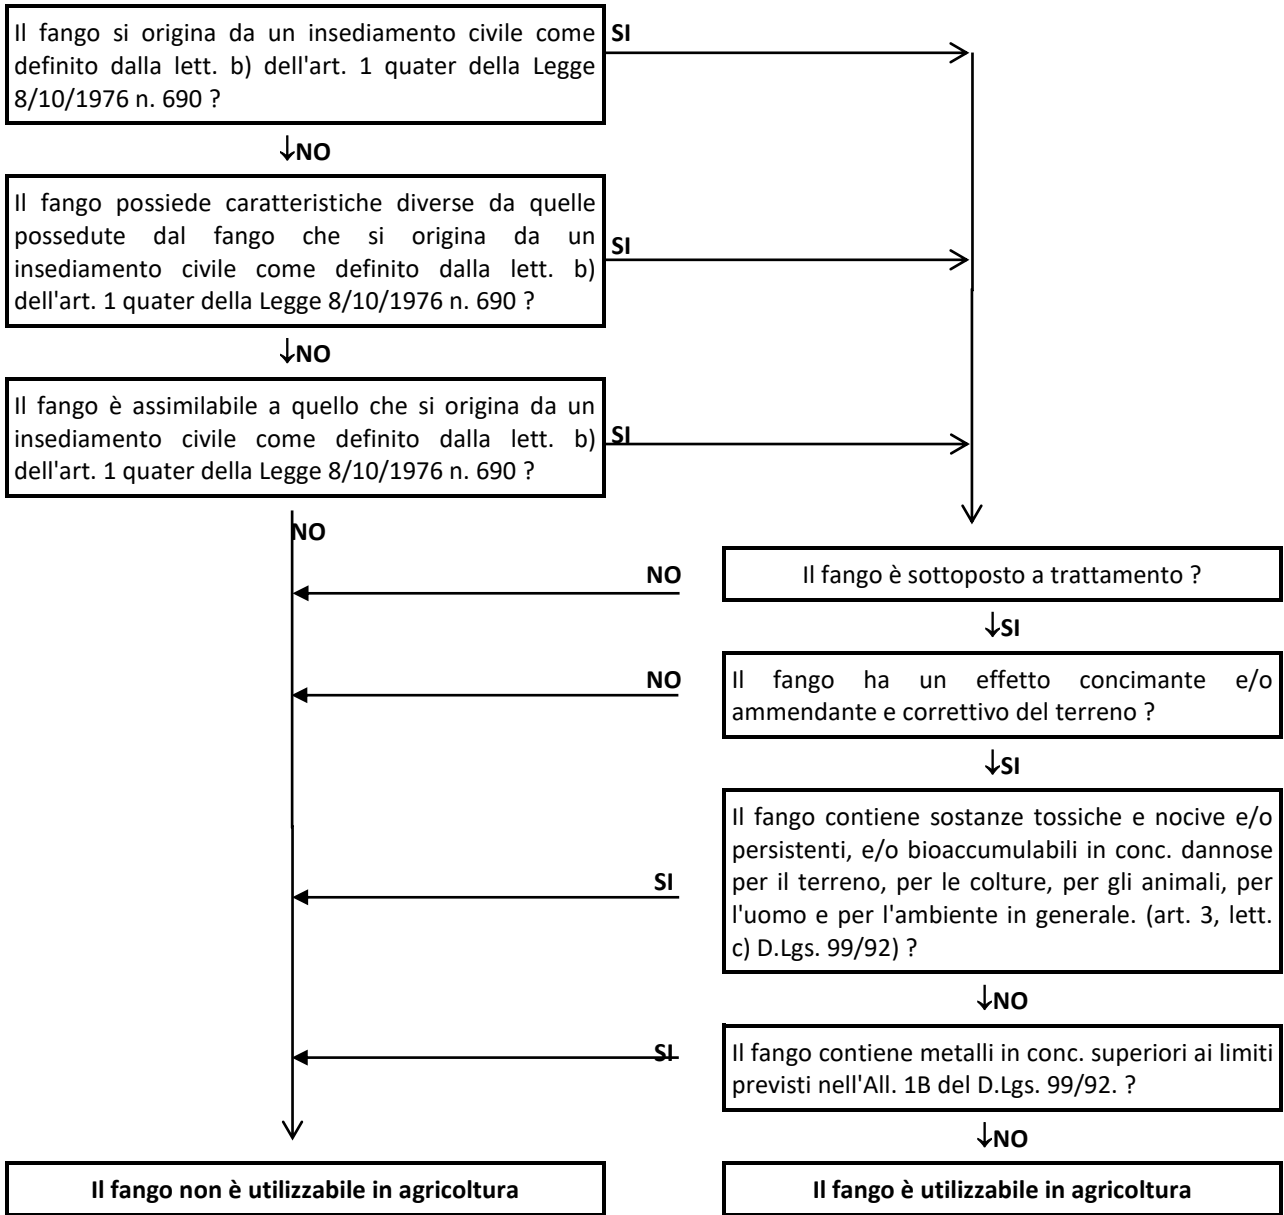 Il fango si origina da un insediamento civile come
definito dalla lett. b) dell'art. 1 quater della Legge
8/10/1976 n. 690 ?
SI
↓NO
Il fango possiede caratteristiche diverse da quelle
possedute dal fango che si origina da un
insediamento civile come definito dalla lett. b)
dell'art. 1 quater della Legge 8/10/1976 n. 690 ?
SI
↓NO
Il fango è assimilabile a quello che si origina da un
insediamento civile come definito dalla lett. b)
dell'art. 1 quater della Legge 8/10/1976 n. 690 ?
SI
NO
NO
Il fango è sottoposto a trattamento ?
↓SI
NO
Il fango ha un effetto concimante e/o
ammendante e correttivo del terreno ?
↓SI
Il fango contiene sostanze tossiche e nocive e/o
persistenti, e/o bioaccumulabili in conc. dannose
per il terreno, per le colture, per gli animali, per
l'uomo e per l'ambiente in generale. (art. 3, lett.
c) D.Lgs. 99/92) ?
SI
↓NO
SI
Il fango contiene metalli in conc. superiori ai limiti
previsti nell'All. 1B del D.Lgs. 99/92. ?
↓NO
Il fango non è utilizzabile in agricoltura
Il fango è utilizzabile in agricoltura